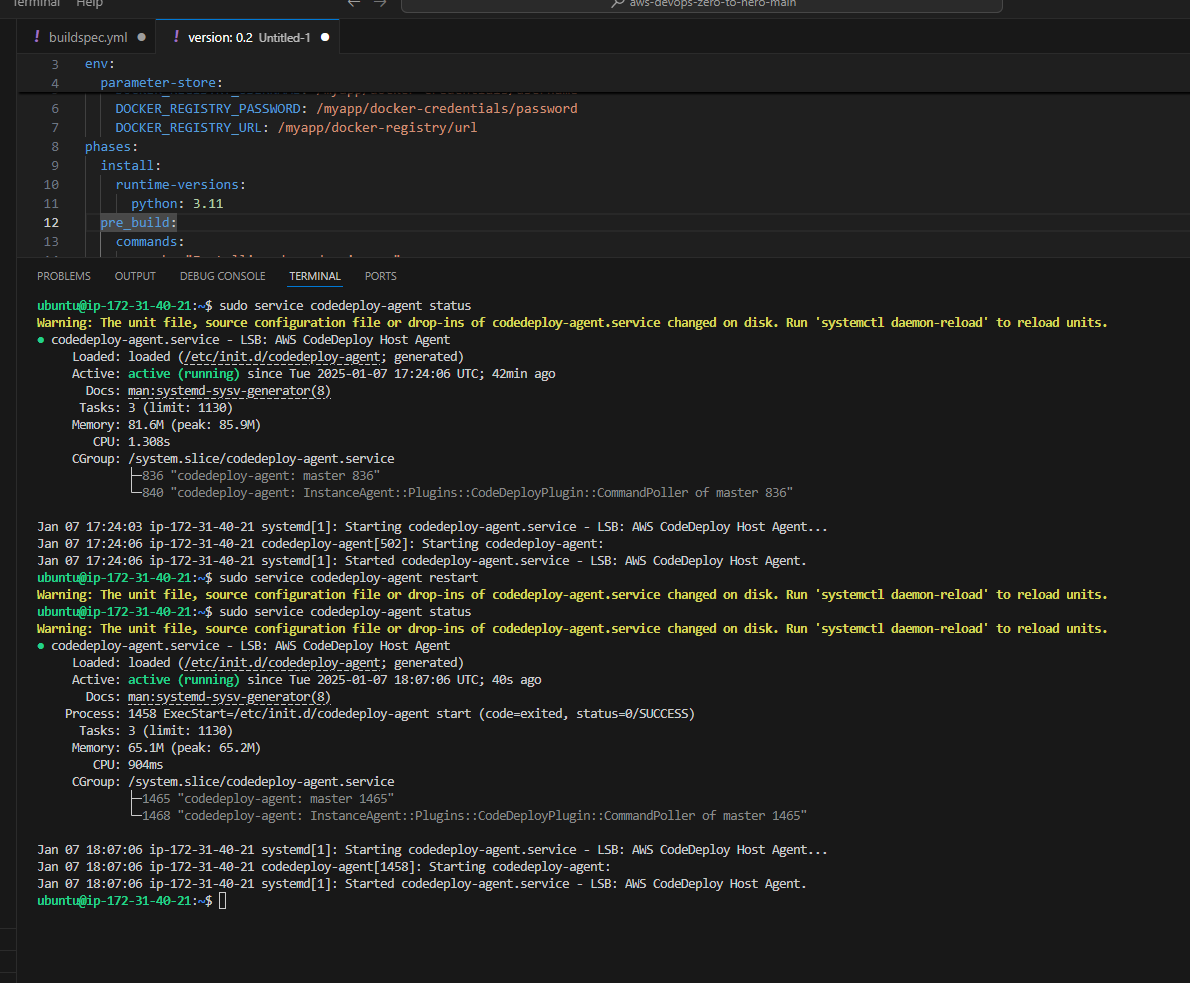 Terminal Help
aws-devops-zero-to-hero-main
! buildspec.yml ● ! version: 0.2 Untitled-1 ●
3 env:
4 parameter-store:
6 DOCKER_REGISTRY_PASSWORD: /myapp/docker-credentials/password
7 DOCKER_REGISTRY_URL: /myapp/docker-registry/url
8 phases:
9 install:
10 runtime-versions:
11 python: 3.11
12 pre_build:
13 commands:
PROBLEMS OUTPUT DEBUG CONSOLE TERMINAL PORTS
ubuntu@ip-172-31-40-21:~$ sudo service codedeploy-agent status
Warning: The unit file, source configuration file or drop-ins of codedeploy-agent.service changed on disk. Run 'systemctl daemon-reload' to reload units.
● codedeploy-agent.service - LSB: AWS CodeDeploy Host Agent
Loaded: loaded (/etc/init.d/codedeploy-agent; generated)
Active: active (running) since Tue 2025-01-07 17:24:06 UTC; 42min ago
Docs: man:systemd-sysv-generator(8)
Tasks: 3 (limit: 1130)
Memory: 81.6M (peak: 85.9M)
CPU: 1.308s
CGroup: /system.slice/codedeploy-agent.service
├─836 "codedeploy-agent: master 836"
└─840 "codedeploy-agent: InstanceAgent::Plugins::CodeDeployPlugin::CommandPoller of master 836"
Jan 07 17:24:03 ip-172-31-40-21 systemd[1]: Starting codedeploy-agent.service - LSB: AWS CodeDeploy Host Agent...
Jan 07 17:24:06 ip-172-31-40-21 codedeploy-agent[502]: Starting codedeploy-agent:
Jan 07 17:24:06 ip-172-31-40-21 systemd[1]: Started codedeploy-agent.service - LSB: AWS CodeDeploy Host Agent.
ubuntu@ip-172-31-40-21:~$ sudo service codedeploy-agent restart
Warning: The unit file, source configuration file or drop-ins of codedeploy-agent.service changed on disk. Run 'systemctl daemon-reload' to reload units.
ubuntu@ip-172-31-40-21:~$ sudo service codedeploy-agent status
Warning: The unit file, source configuration file or drop-ins of codedeploy-agent.service changed on disk. Run 'systemctl daemon-reload' to reload units.
● codedeploy-agent.service - LSB: AWS CodeDeploy Host Agent
Loaded: loaded (/etc/init.d/codedeploy-agent; generated)
Active: active (running) since Tue 2025-01-07 18:07:06 UTC; 40s ago
Docs: man:systemd-sysv-generator(8)
Process: 1458 ExecStart=/etc/init.d/codedeploy-agent start (code=exited, status=0/SUCCESS)
Tasks: 3 (limit: 1130)
Memory: 65.1M (peak: 65.2M)
CPU: 904ms
CGroup: /system.slice/codedeploy-agent.service
├─1465 "codedeploy-agent: master 1465"
└─1468 "codedeploy-agent: InstanceAgent::Plugins::CodeDeployPlugin::CommandPoller of master 1465"
Jan 07 18:07:06 ip-172-31-40-21 systemd[1]: Starting codedeploy-agent.service - LSB: AWS CodeDeploy Host Agent...
Jan 07 18:07:06 ip-172-31-40-21 codedeploy-agent[1458]: Starting codedeploy-agent:
Jan 07 18:07:06 ip-172-31-40-21 systemd[1]: Started codedeploy-agent.service - LSB: AWS CodeDeploy Host Agent.
ubuntu@ip-172-31-40-21:~$